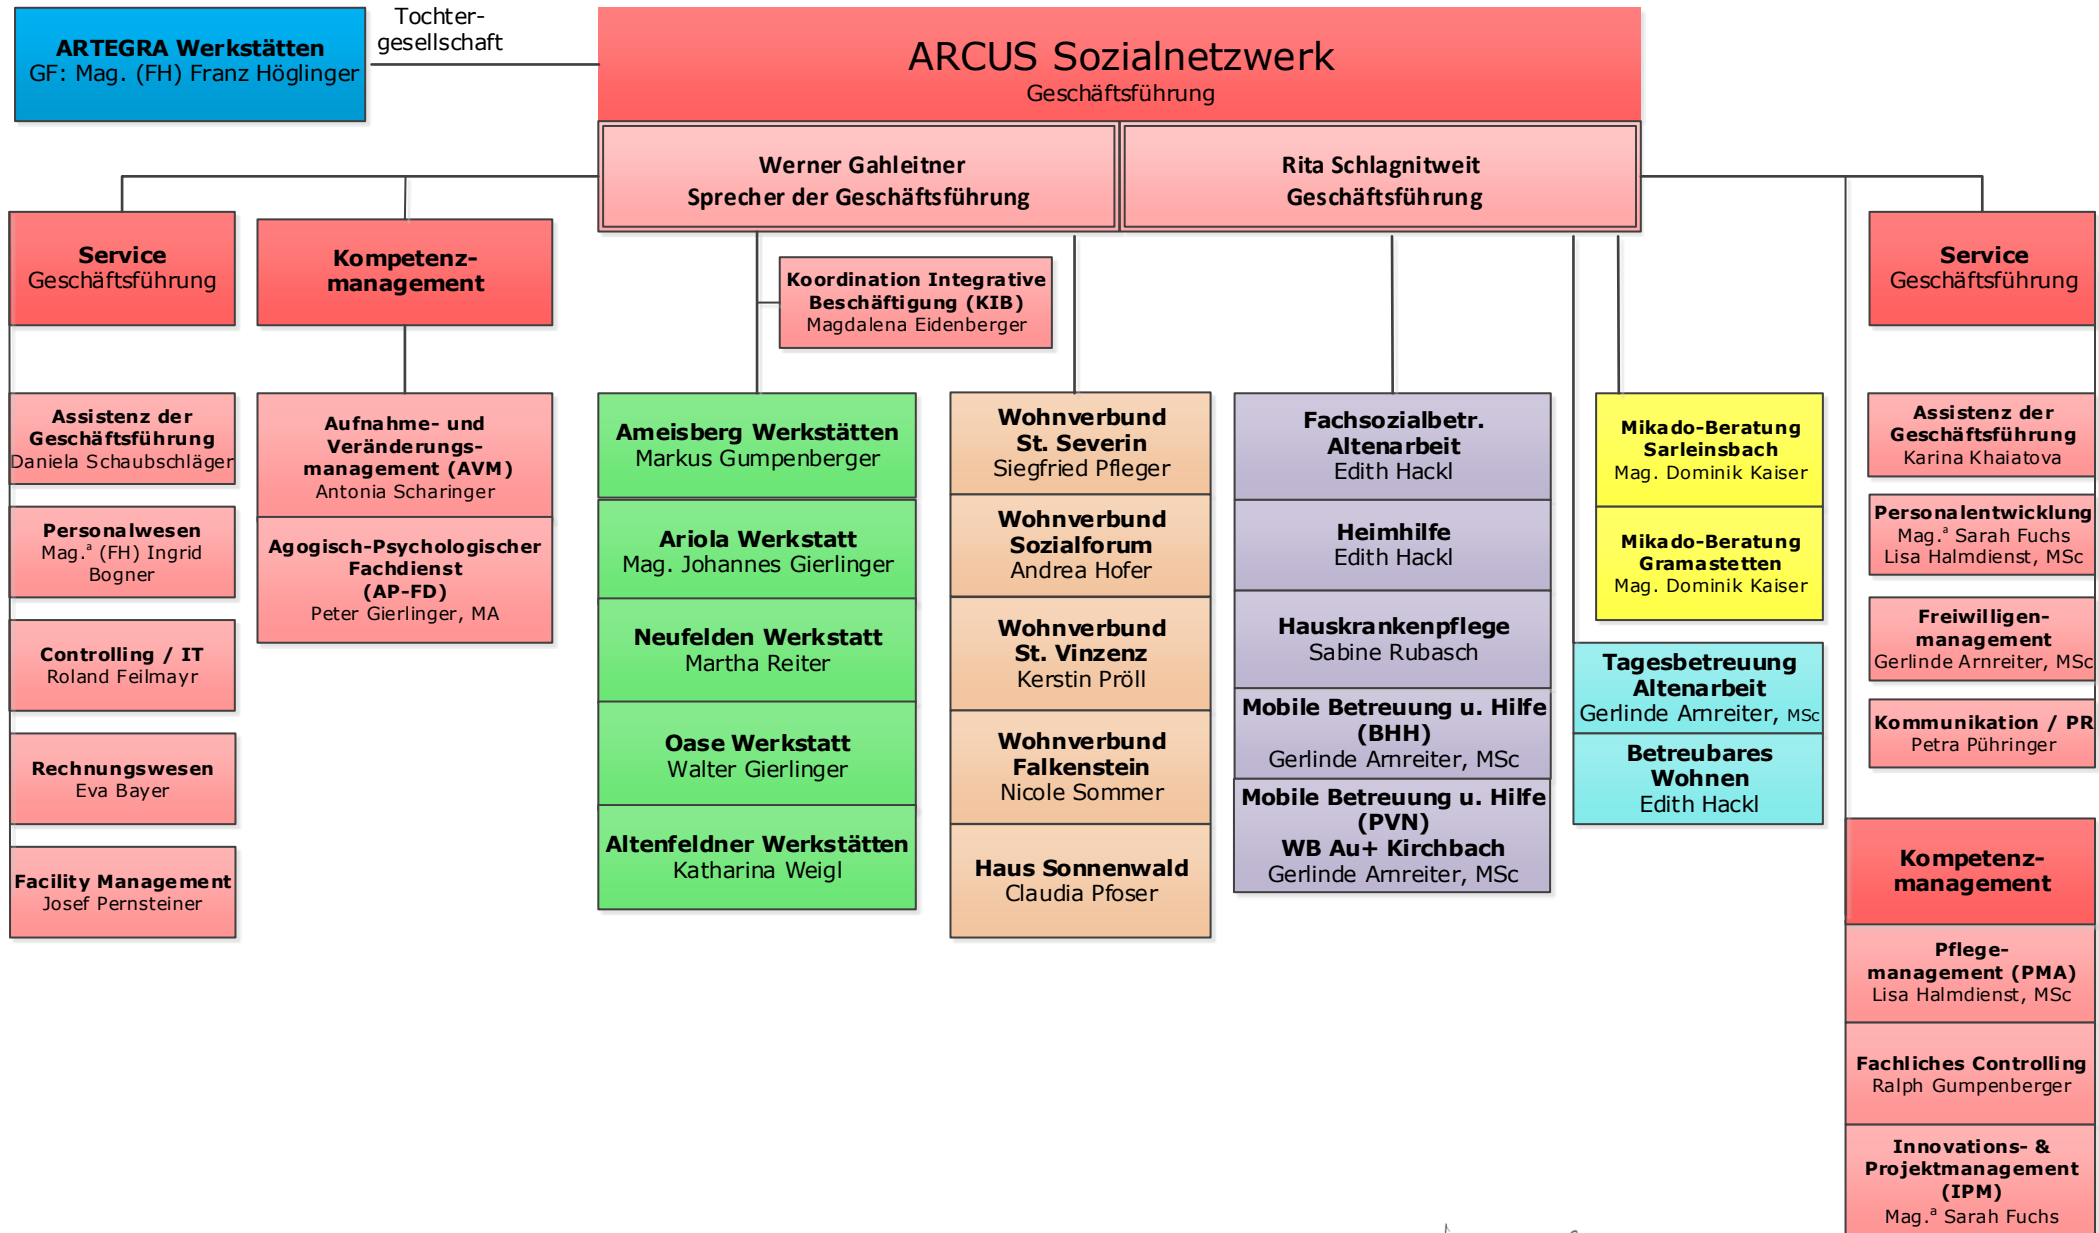 ARTEGRA Werkstätten
GF: Mag. (FH) Franz Höglinger
Tochter-
gesellschaft
ARCUS Sozialnetzwerk
Geschäftsführung
Werner Gahleitner
Sprecher der Geschäftsführung
Rita Schlagnitweit
Geschäftsführung
Service
Geschäftsführung
Kompetenz-
management
Koordination Integrative
Beschäftigung (KIB)
Magdalena Eidenberger
Service
Geschäftsführung
Assistenz der
Geschäftsführung
Daniela Schaubschläger
Personalwesen
Mag.ª (FH) Ingrid
Bogner
Controlling / IT
Roland Feilmayr
Rechnungswesen
Eva Bayer
Facility Management
Josef Pernsteiner
Aufnahme- und
Veränderungs-
management (AVM)
Antonia Scharinger
Agogisch-Psychologischer
Fachdienst
(AP-FD)
Peter Gierlinger, MA
Ameisberg Werkstätten
Markus Gumpenberger
Ariola Werkstatt
Mag. Johannes Gierlinger
Neufelden Werkstatt
Martha Reiter
Oase Werkstatt
Walter Gierlinger
Altenfeldner Werkstätten
Katharina Weigl
Wohnverbund
St. Severin
Siegfried Pfleger
Wohnverbund
Sozialforum
Andrea Hofer
Wohnverbund
St. Vinzenz
Kerstin Pröll
Wohnverbund
Falkenstein
Nicole Sommer
Haus Sonnenwald
Claudia Pfoser
Fachsozialbetr.
Altenarbeit
Edith Hackl
Heimhilfe
Edith Hackl
Hauskrankenpflege
Sabine Rubasch
Mobile Betreuung u. Hilfe
(BHH)
Gerlinde Arnreiter, MSc
Mobile Betreuung u. Hilfe
(PVN)
WB Au+ Kirchbach
Gerlinde Arnreiter, MSc
Mikado-Beratung
Sarleinsbach
Mag. Dominik Kaiser
Mikado-Beratung
Gramastetten
Mag. Dominik Kaiser
Tagesbetreuung
Altenarbeit
Gerlinde Arnreiter, MSc
Betreubares
Wohnen
Edith Hackl
Assistenz der
Geschäftsführung
Karina Khaiatova
Personalentwicklung
Mag.ª Sarah Fuchs
Lisa Halmdienst, MSc
Freiwilligen-
management
Gerlinde Arnreiter, MSc
Kommunikation / PR
Petra Pühringer
Kompetenz-
management
Pflege-
management (PMA)
Lisa Halmdienst, MSc
Fachliches Controlling
Ralph Gumpenberger
Innovations- &
Projektmanagement
(IPM)
Mag.ª Sarah Fuchs